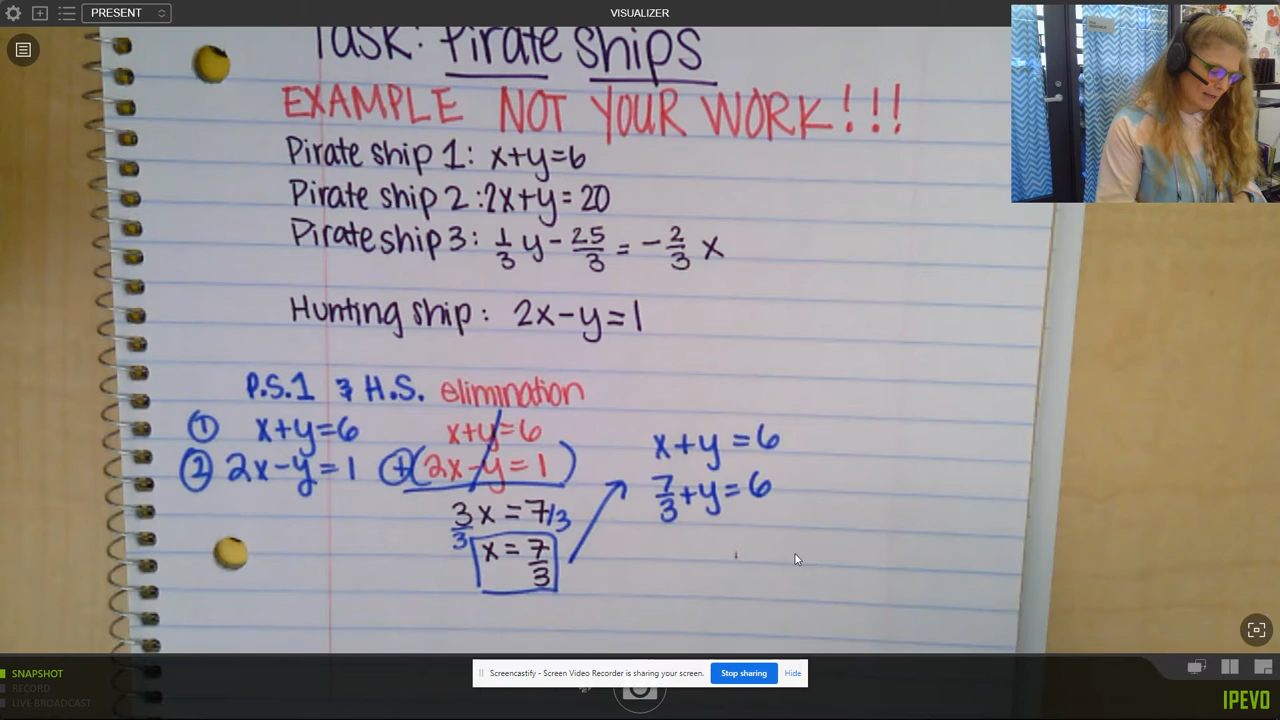 PRESENT
VISUALIZER
Task: Pirate ships
EXAMPLE NOT YOUR WORK!!!
Pirate ship 1: x+y=6
Pirate ship 2: 2x+y=20
Pirate ship 3: 1/3 y - 25/3 = -2/3 x
Hunting ship: 2x-y=1
P.S.1 & H.S. elimination
① x+y=6
② 2x-y=1
x+y=6
+(2x-y=1)
3x=7/3
3
x=7/3
x+y=6
7/3+y=6
SNAPSHOT
RECORD
LIVE BROADCAST
Screencastify - Screen Video Recorder is sharing your screen.
Stop sharing
Hide
IPEVO